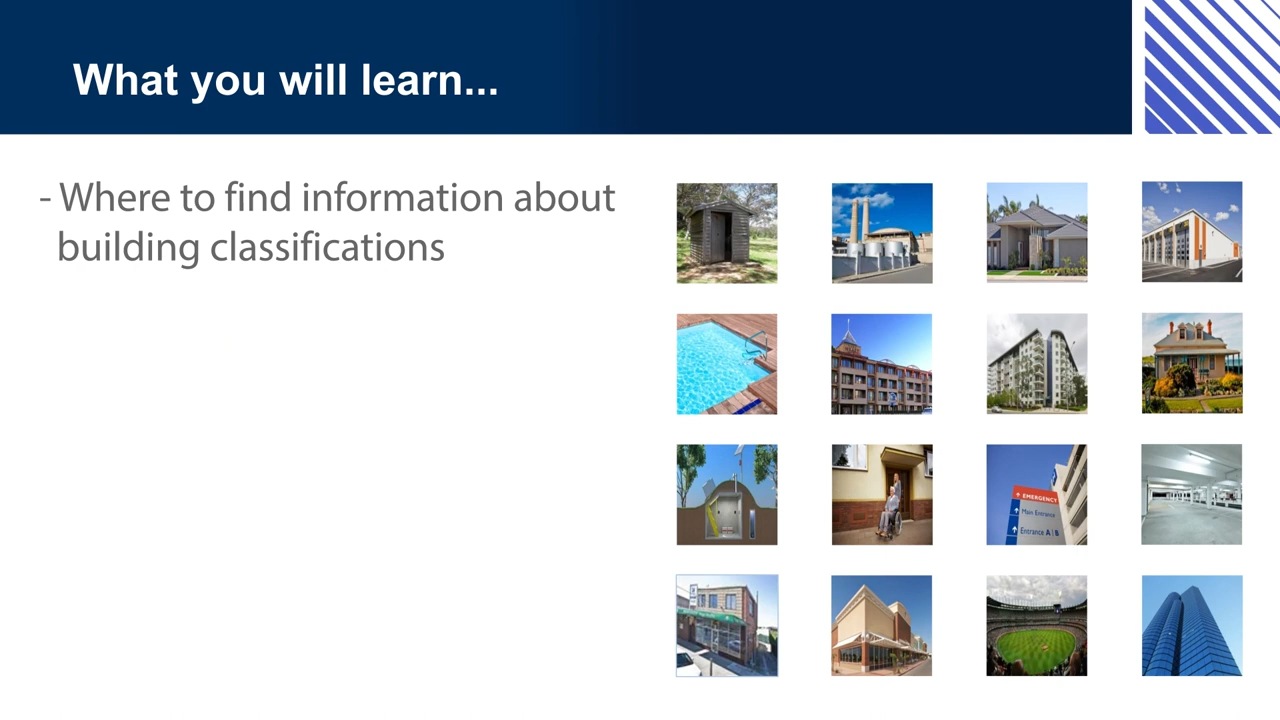 What you will learn...
- Where to find information about
building classifications
EMERGENCY
Main Entrance
Entrance A | B